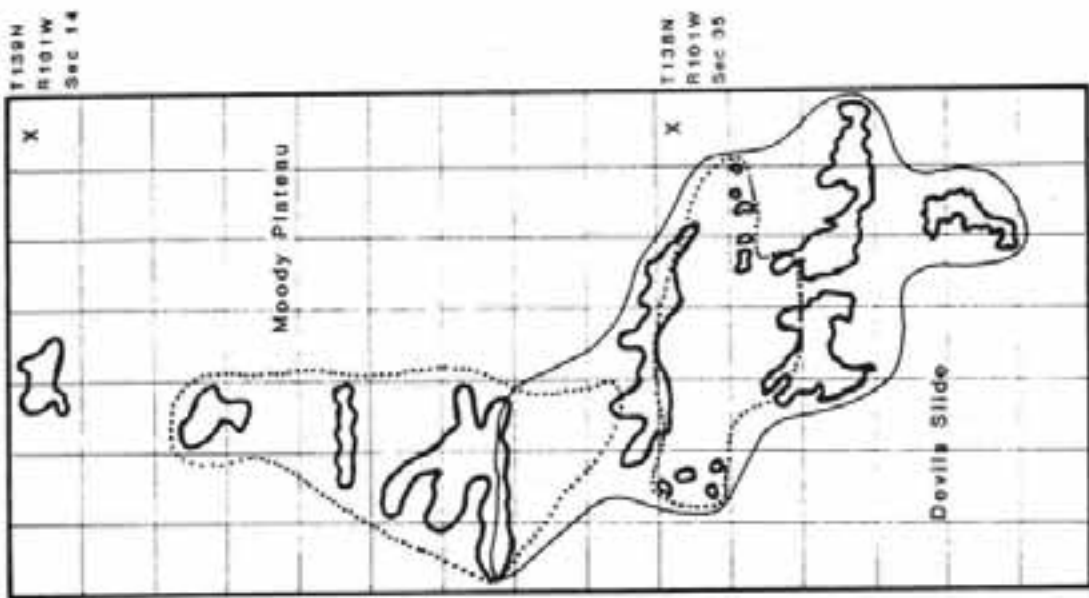 T139N
R101W
Sec 14
X
Moody Plateau
T138N
R101W
Sec 35
X
Devils Slide